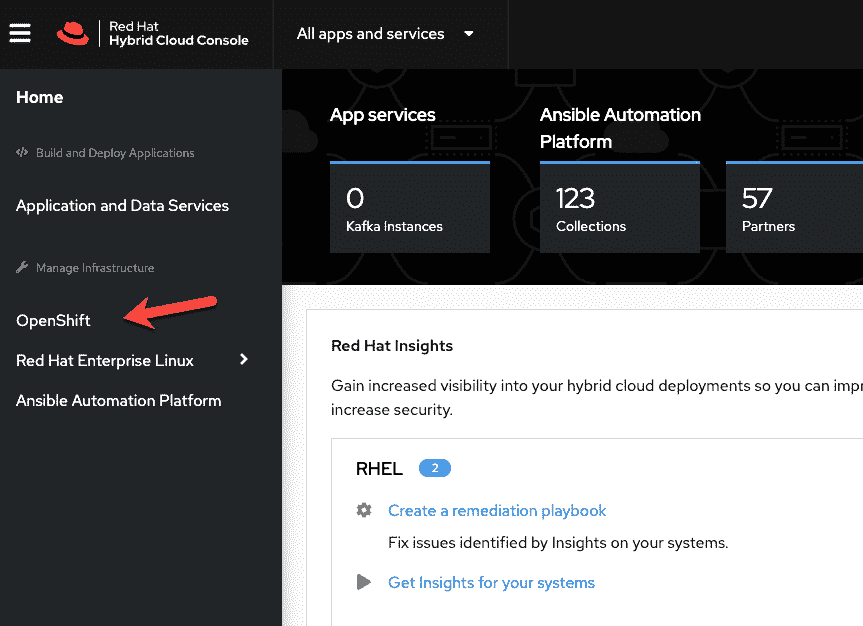 Red Hat
Hybrid Cloud Console
All apps and services
Home
Build and Deploy Applications
Application and Data Services
Manage Infrastructure
OpenShift
Red Hat Enterprise Linux
Ansible Automation Platform
App services
0
Kafka Instances
Ansible Automation
Platform
123
Collections
57
Partners
Red Hat Insights
Gain increased visibility into your hybrid cloud deployments so you can impr
increase security.
RHEL 2
Create a remediation playbook
Fix issues identified by Insights on your systems.
Get Insights for your systems